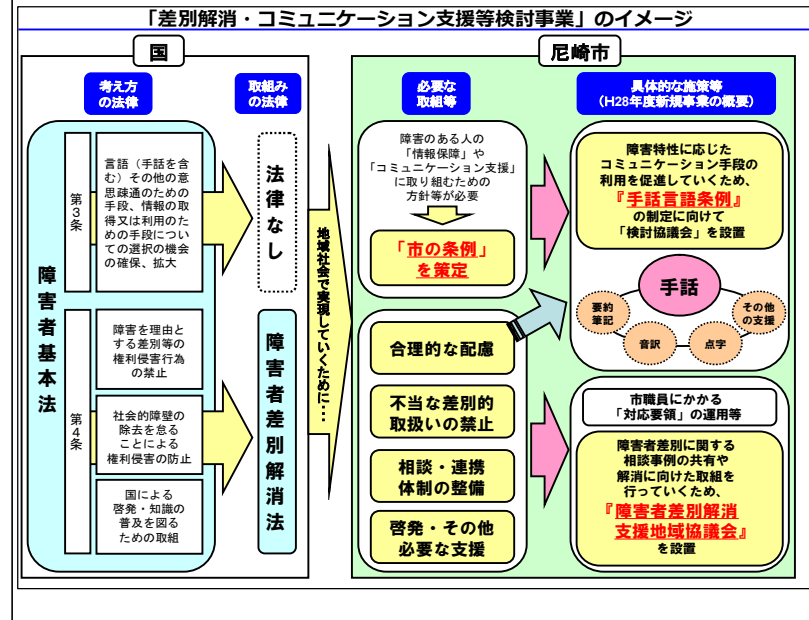 「差別解消・コミュニケーション支援等検討事業」のイメージ
国
考え方
の法律
取組み
の法律
障害者基本法
第3条
言語（手話を含
む）その他の意
思疎通のための
手段、情報の取
得又は利用のた
めの手段につい
ての選択の機会
の確保、拡大
法律なし
第4条
障害を理由と
する差別等の
権利侵害行為
の禁止
社会的障壁の
除去を怠る
ことによる
権利侵害の防止
国による
啓発・知識の
普及を図る
ための取組
障害者差別解消法
地域社会で実現していくために・・・
尼崎市
必要な
取組等
障害のある人の
「情報保障」や
「コミュニケーション支援」
に取り組むための
方針等が必要
「市の条例」
を策定
合理的な配慮
不当な差別的
取扱いの禁止
相談・連携
体制の整備
啓発・その他
必要な支援
具体的な施策等
（H28年度新規事業の概要）
障害特性に応じた
コミュニケーション手段の
利用を促進していくため、
『手話言語条例』
の制定に向けて
「検討協議会」を設置
手話
要約
筆記
音訳
点字
その他
の支援
市職員にかかる
「対応要領」の運用等
障害者差別に関する
相談事例の共有や
解消に向けた取組を
行っていくため、
『障害者差別解消
支援地域協議会』
を設置